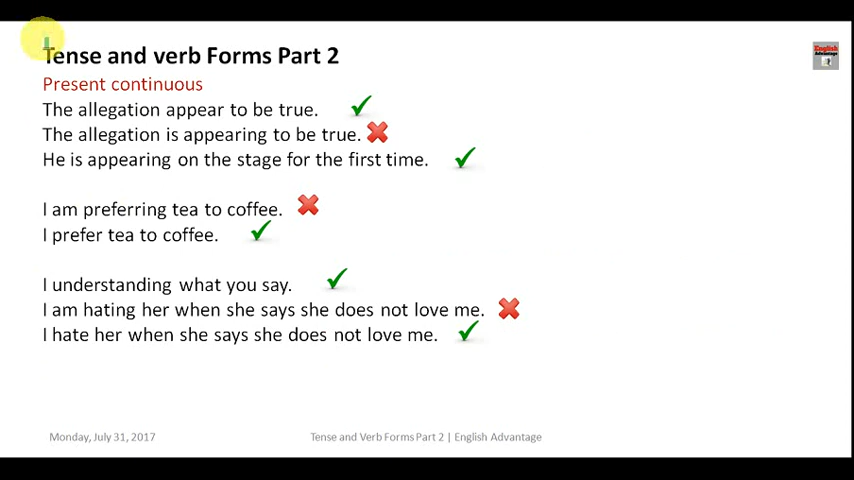 Tense and verb Forms Part 2
English
Advantage
Present continuous
The allegation appear to be true.
The allegation is appearing to be true.
He is appearing on the stage for the first time.
I am preferring tea to coffee.
I prefer tea to coffee.
I understanding what you say.
I am hating her when she says she does not love me.
I hate her when she says she does not love me.
Monday, July 31, 2017
Tense and Verb Forms Part 2 | English Advantage